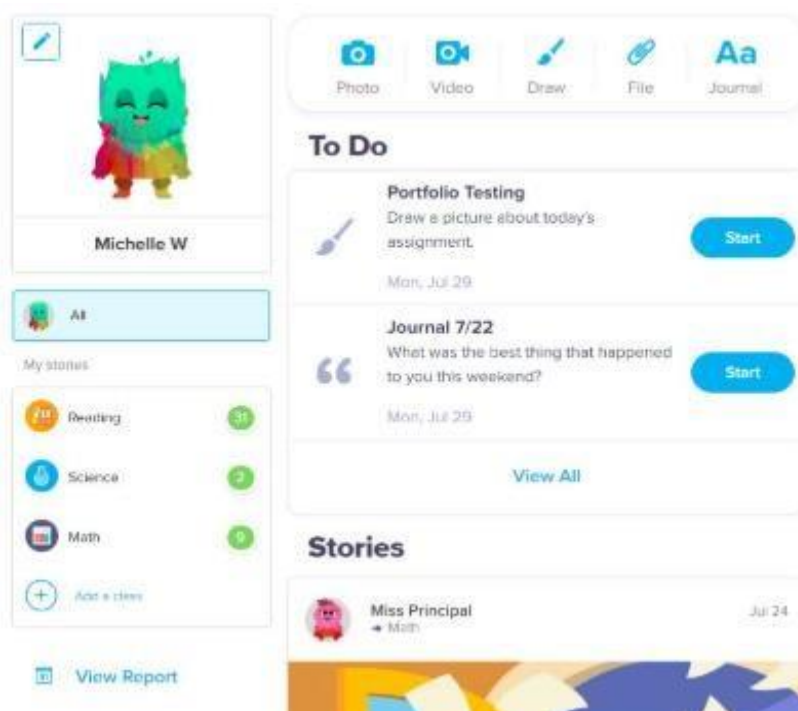 Michelle W
All
My stories
Reading 31
Science 2
Math 9
Add a class
View Report
Photo Video Draw File Journal
Aa
To Do
Portfolio Testing
Draw a picture about today's
assignment.
Mon, Jul 29
Start
Journal 7/22
What was the best thing that happened
to you this weekend?
Mon, Jul 29
Start
View All
Stories
Miss Principal
Math
Jul 24